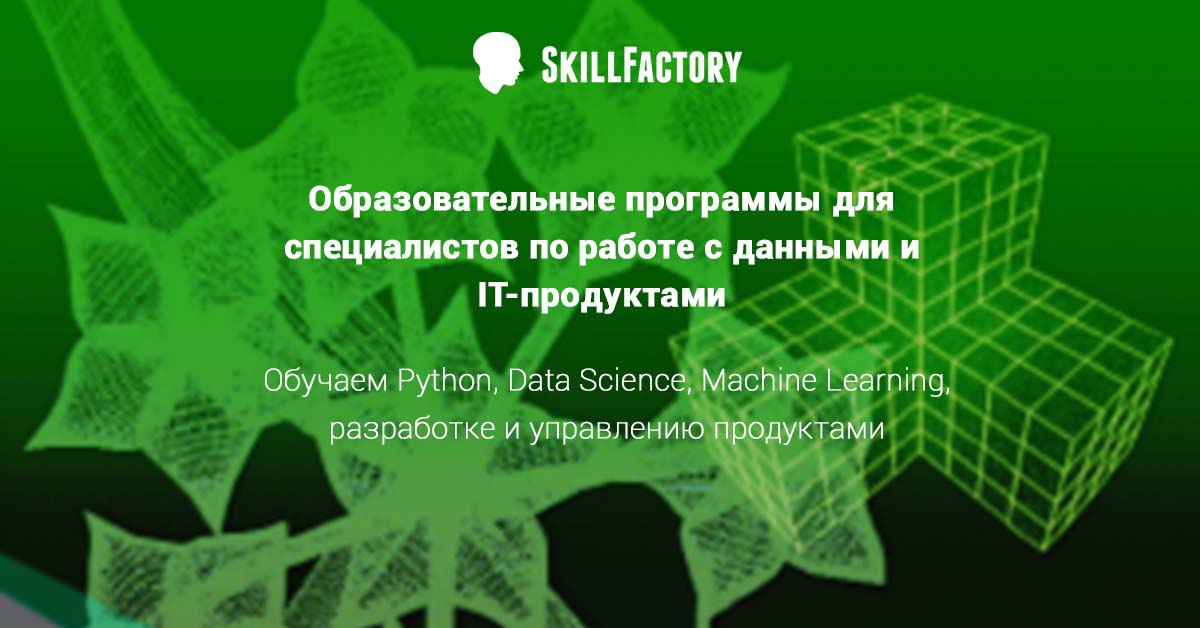 SKILLFACTORY
Образовательные программы для
специалистов по работе с данными и
IT-продуктами
Обучаем Python, Data Science, Machine Learning,
разработке и управлению продуктами